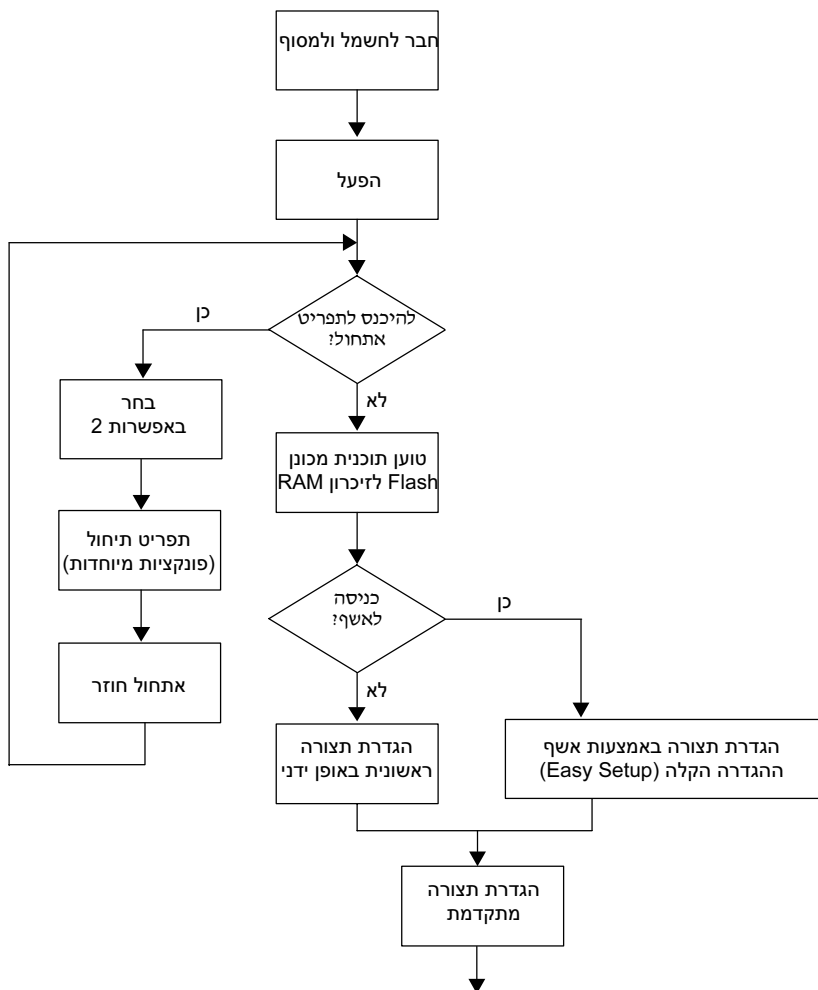 חבר לחשמל ולמסוף
הפעל
להיכנס לתפריט
אתחול?
כן
לא
בחר
באפשרות 2
טוען תוכנית מכונן
Flash לזיכרון RAM
תפריט תיחול
(פונקציות מיוחדות)
כניסה
לאשף?
כן
לא
אתחול חוזר
הגדרת תצורה
ראשונית באופן ידני
הגדרת תצורה באמצעות אשף
ההגדרה הקלה (Easy Setup)
הגדרת תצורה
מתקדמת